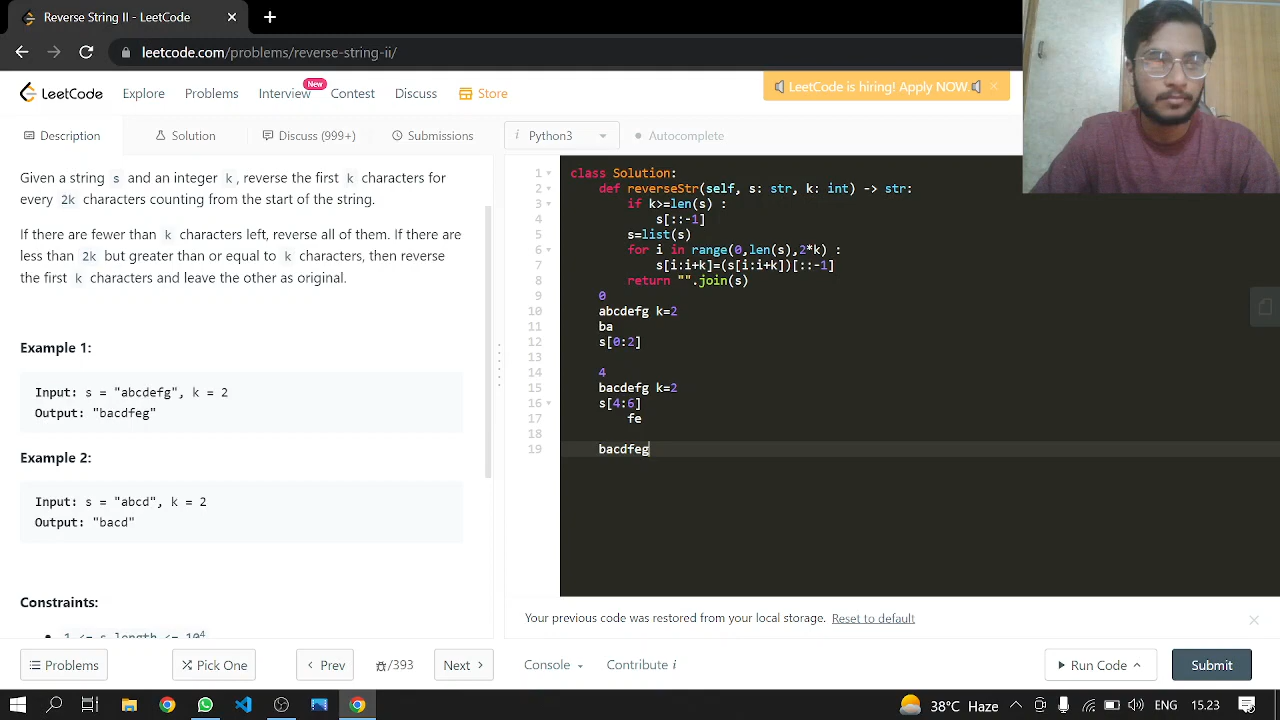 Reverse String II - LeetCode
leetcode.com/problems/reverse-string-ii/
LeetCode
Explore
Problems
Interview
New
Contest
Discuss
Store
LeetCode is hiring! Apply NOW.
Description
Solution
Discuss (999+)
Submissions
i Python3
Autocomplete
Given a string s and an integer k, reverse the first k characters for
every 2k characters counting from the start of the string.
If there are fewer than k characters left, reverse all of them. If there are
less than 2k but greater than or equal to k characters, then reverse
the first k characters and leave the other as original.
Example 1:
Input: s = "abcdefg", k = 2
Output: "bacdfeg"
Example 2:
Input: s = "abcd", k = 2
Output: "bacd"
Constraints:
1 <= s.length <= 10⁴
1 class Solution:
2 def reverseStr(self, s: str, k: int) -> str:
3 if k>=len(s) :
4 s[::-1]
5 s=list(s)
6 for i in range(0,len(s),2*k) :
7 s[i:i+k]=(s[i:i+k])[::-1]
8 return "".join(s)
9 0
10 abcdefg k=2
11 ba
12 s[0:2]
13
14 4
15 bacdefg k=2
16 s[4:6]
17 fe
18
19 bacdfeg
Your previous code was restored from your local storage. Reset to default
Problems
Pick One
Prev
/393
Next
Console
Contribute i
Run Code
Submit
38°C Haze
ENG
15.23